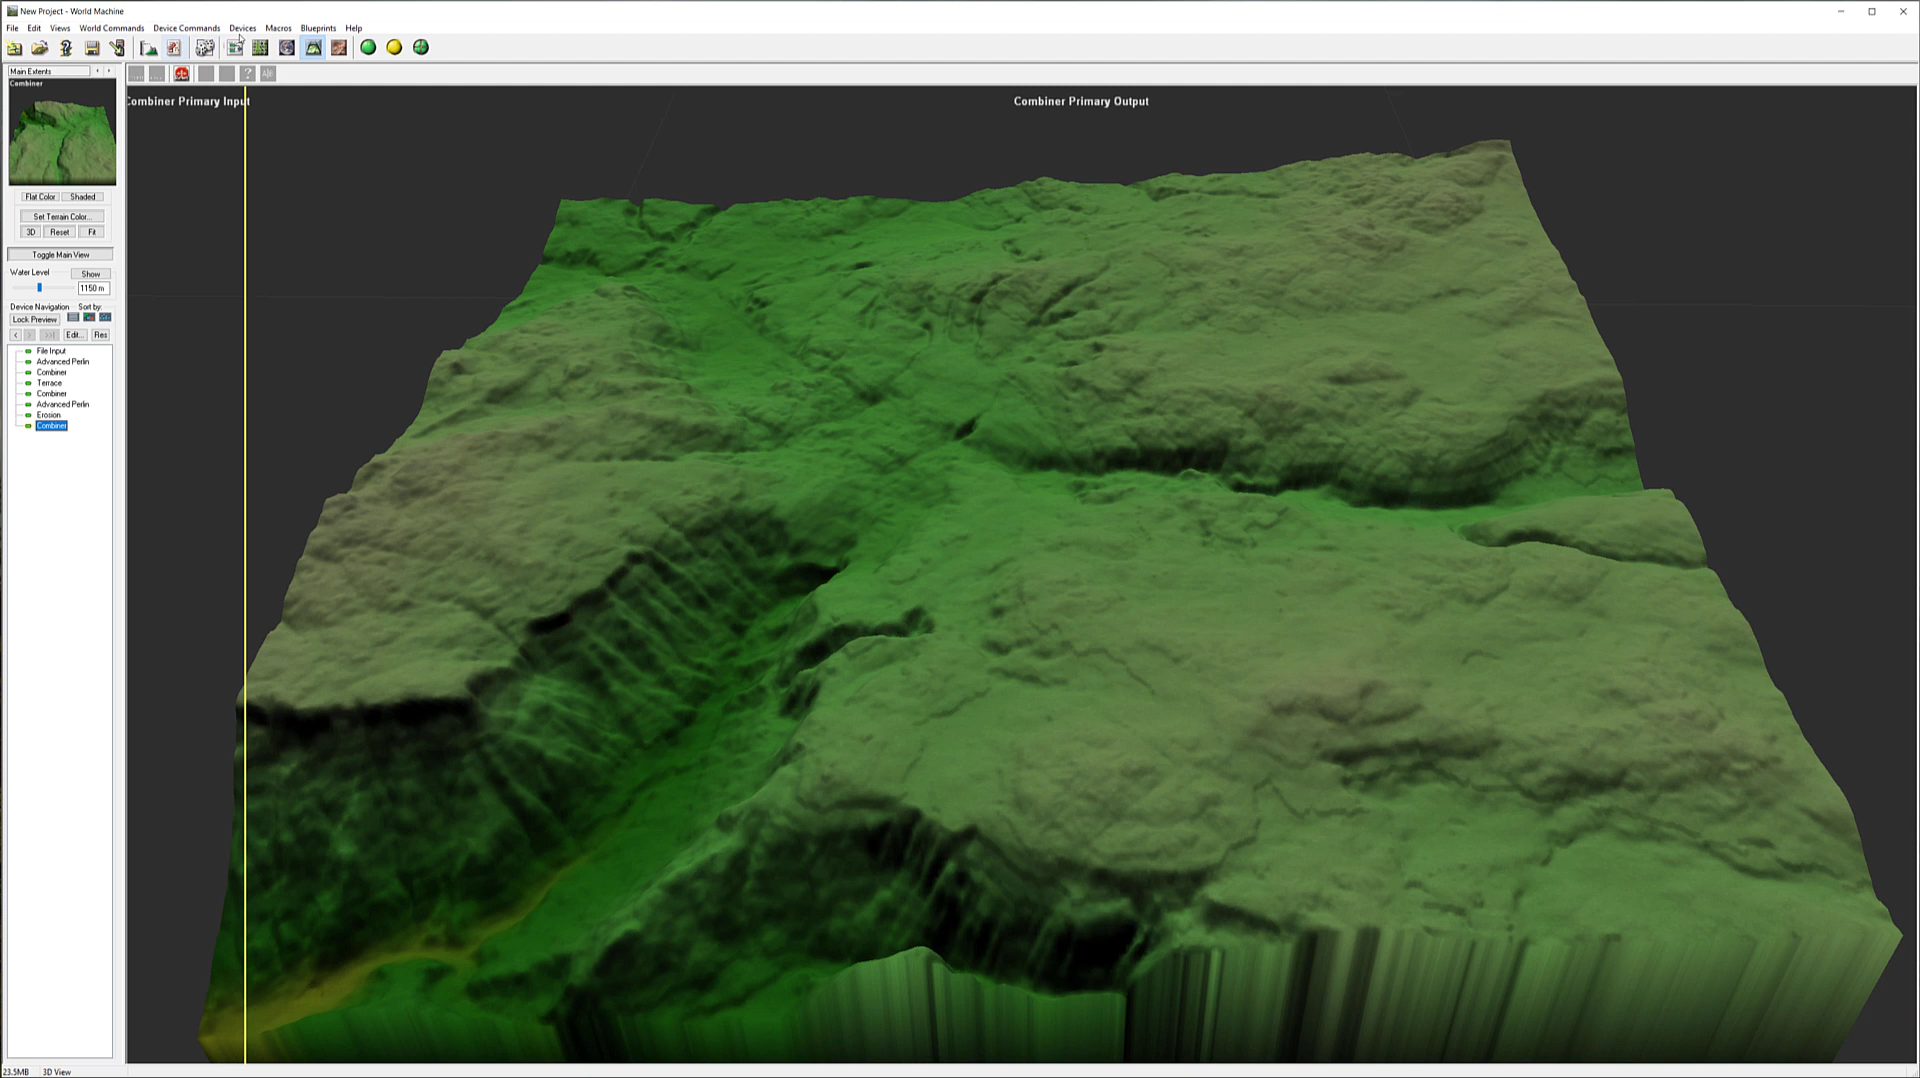 New Project - World Machine
File Edit Views World Commands Device Commands Devices Macros Blueprints Help
Main Extents
Combiner
Combiner Primary Input
Combiner Primary Output
Flat Color Shaded
Set Terrain Color...
3D Reset Fit
Toggle Main View
Water Level Show
1150 m
Device Navigation Sort by:
Lock Preview
< > >>| Edit... Res
File Input
Advanced Perlin
Combiner
Terrace
Combiner
Advanced Perlin
Erosion
Combiner
23.5MB 3D View